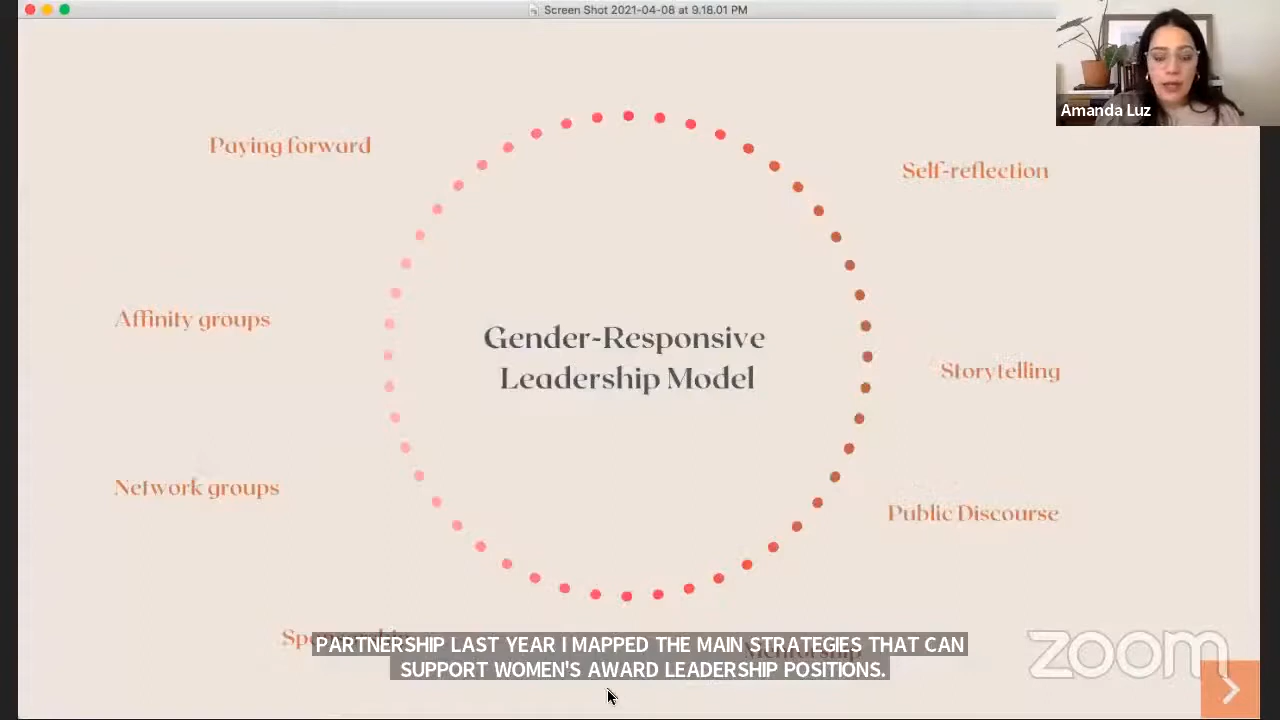 Screen Shot 2021-04-08 at 9.18.01 PM
Amanda Luz
Paying forward
Self-reflection
Affinity groups
Gender-Responsive
Leadership Model
Storytelling
Network groups
Public Discourse
Sponsorship
Mentorship
PARTNERSHIP LAST YEAR I MAPPED THE MAIN STRATEGIES THAT CAN
SUPPORT WOMEN'S AWARD LEADERSHIP POSITIONS.
zoom